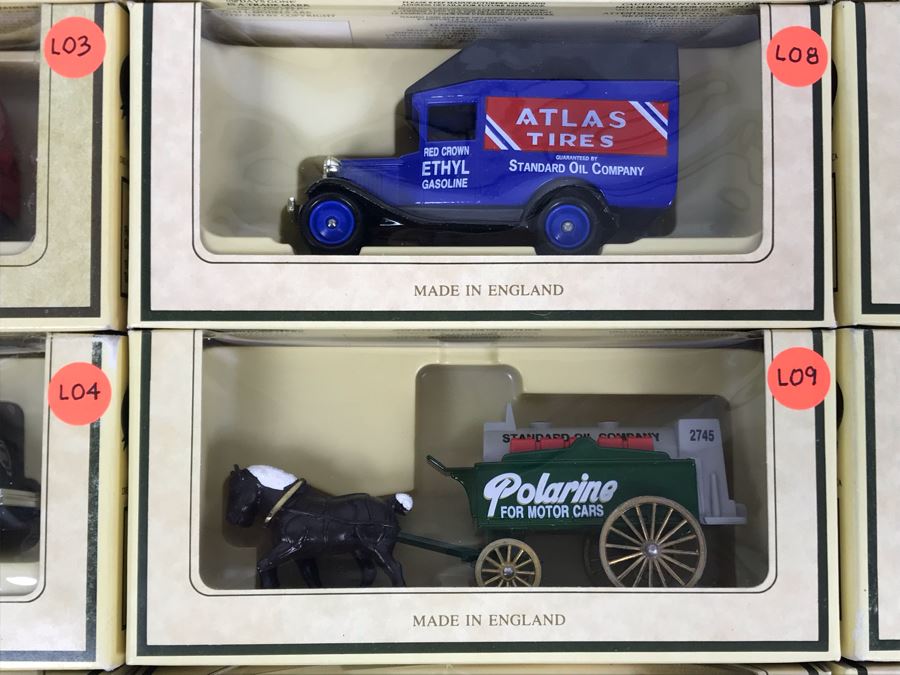 L03
L08
ATLAS
TIRES
GUARANTEED BY
STANDARD OIL COMPANY
RED CROWN
ETHYL
GASOLINE
MADE IN ENGLAND
L04
L09
STANDARD OIL COMPANY
2745
Polarine
FOR MOTOR CARS
MADE IN ENGLAND